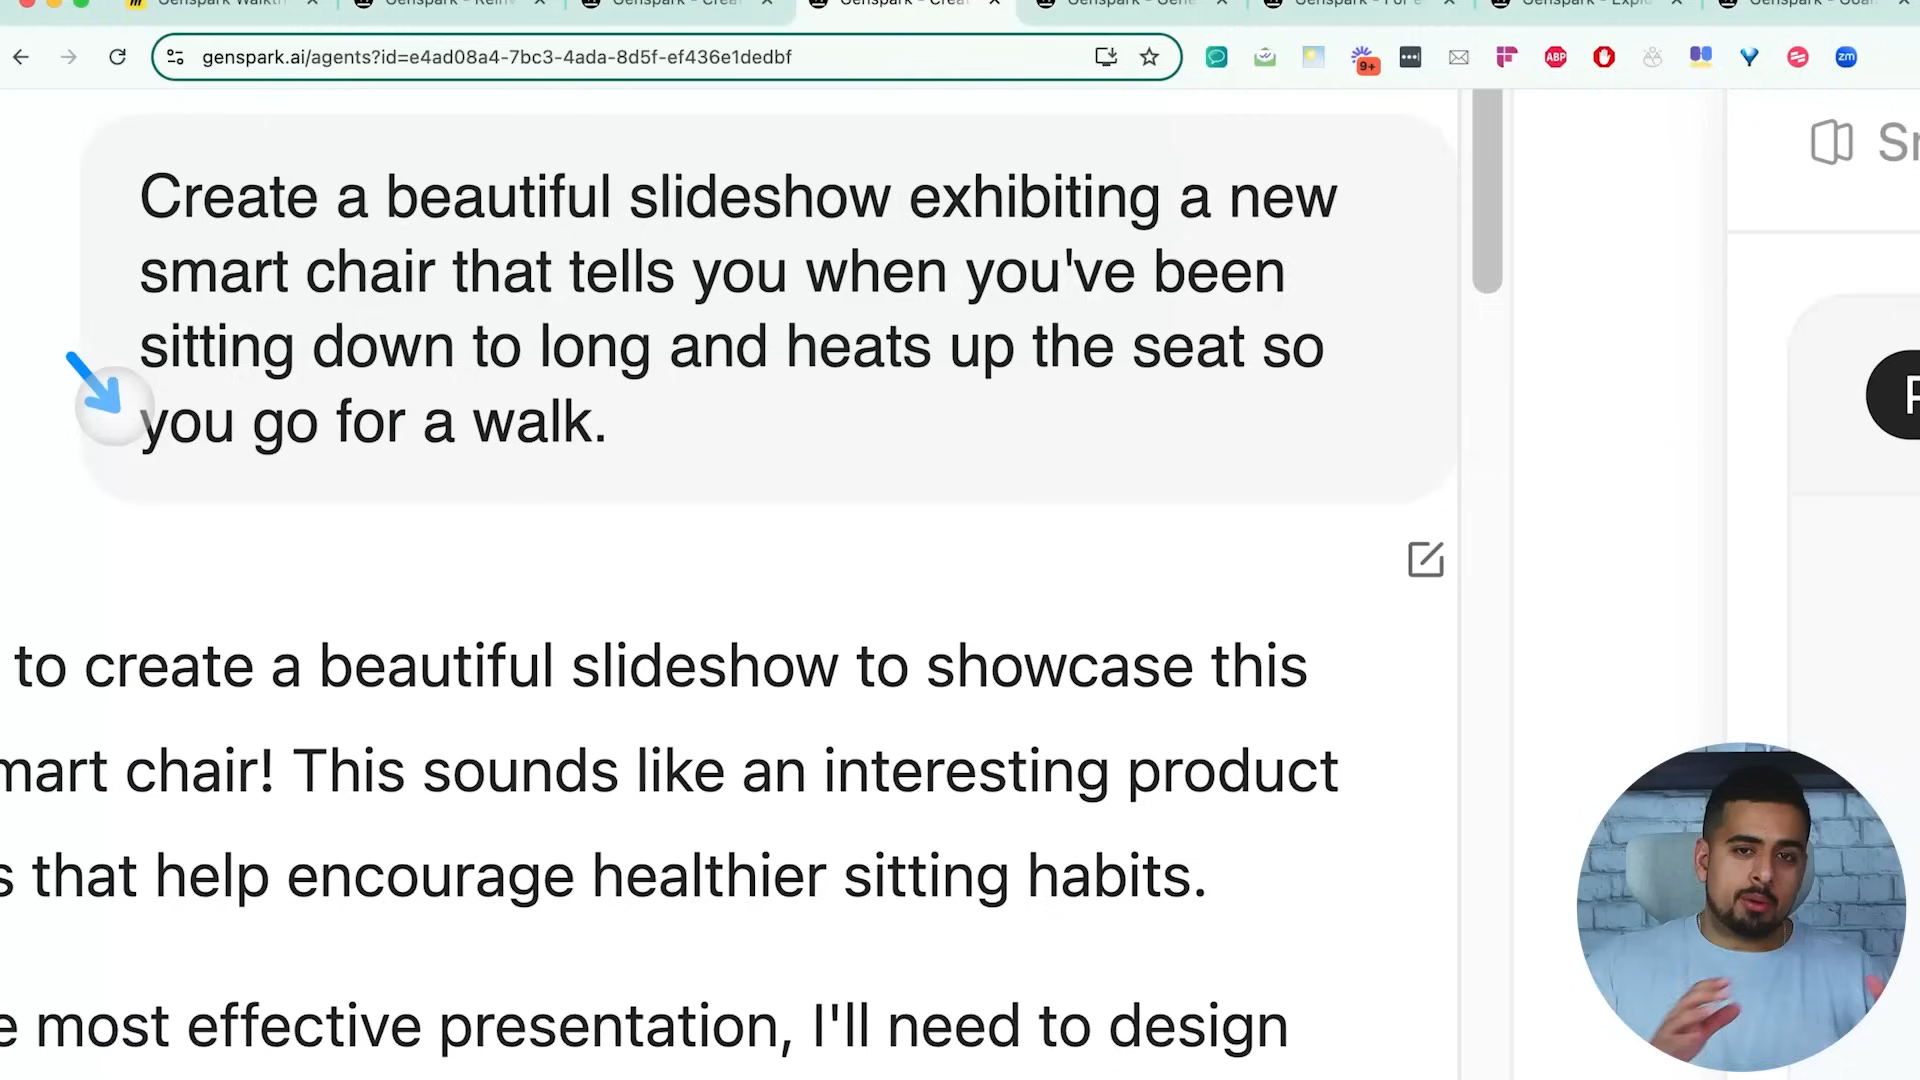 genspark.ai/agents?id=e4ad08a4-7bc3-4ada-8d5f-ef436e1dedbf
9+
ABP
zm
Create a beautiful slideshow exhibiting a new
smart chair that tells you when you've been
sitting down to long and heats up the seat so
you go for a walk.
to create a beautiful slideshow to showcase this
mart chair! This sounds like an interesting product
s that help encourage healthier sitting habits.
e most effective presentation, I'll need to design